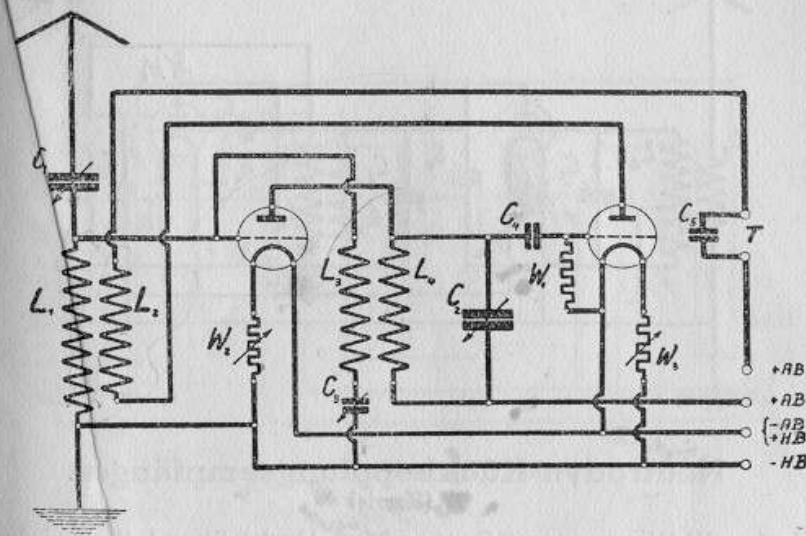 C₁
L₁
L₂
W₂
L₃
L₄
C₃
C₂
C₄
W₁
W₃
C₅
T
+AB
+AB
{-AB
+HB
-HB